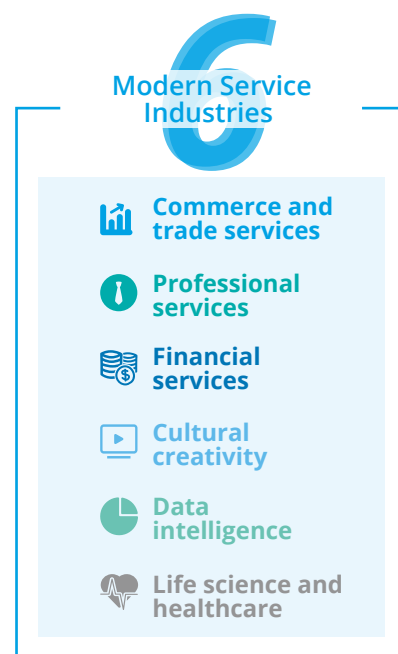 6
Modern Service
Industries
Commerce and
trade services
Professional
services
Financial
services
Cultural
creativity
Data
intelligence
Life science and
healthcare